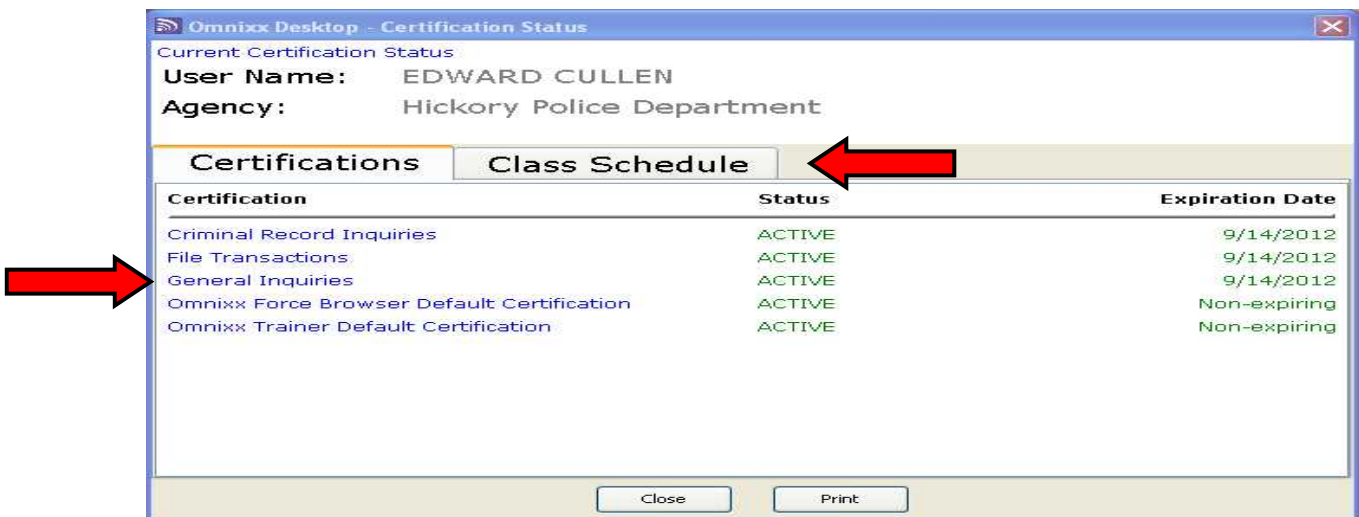 Omnixx Desktop - Certification Status
Current Certification Status
User Name: EDWARD CULLEN
Agency: Hickory Police Department
Certifications Class Schedule
Certification Status Expiration Date
Criminal Record Inquiries ACTIVE 9/14/2012
File Transactions ACTIVE 9/14/2012
General Inquiries ACTIVE 9/14/2012
Omnixx Force Browser Default Certification ACTIVE Non-expiring
Omnixx Trainer Default Certification ACTIVE Non-expiring
Close Print